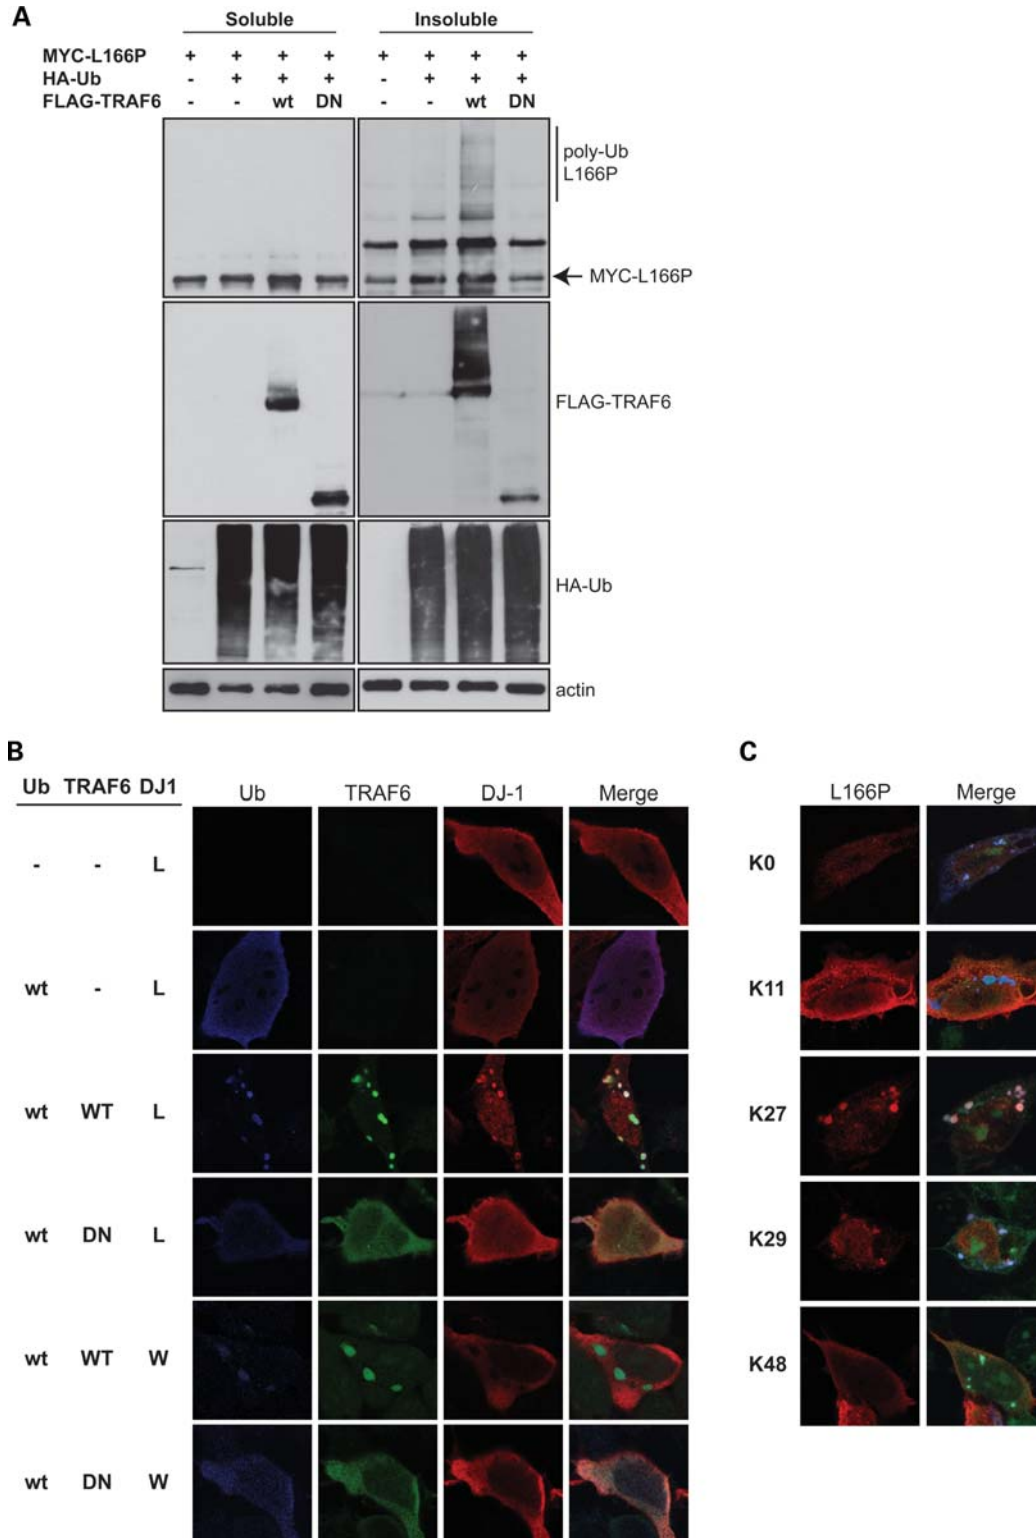 A
Soluble Insoluble
MYC-L166P + + + + + + + +
HA-Ub - + + + - + + +
FLAG-TRAF6 - - wt DN - - wt DN
poly-Ub
L166P
MYC-L166P
FLAG-TRAF6
HA-Ub
actin
B
Ub TRAF6 DJ1 Ub TRAF6 DJ-1 Merge
- - L
wt - L
wt WT L
wt DN L
wt WT W
wt DN W
C
L166P Merge
K0
K11
K27
K29
K48